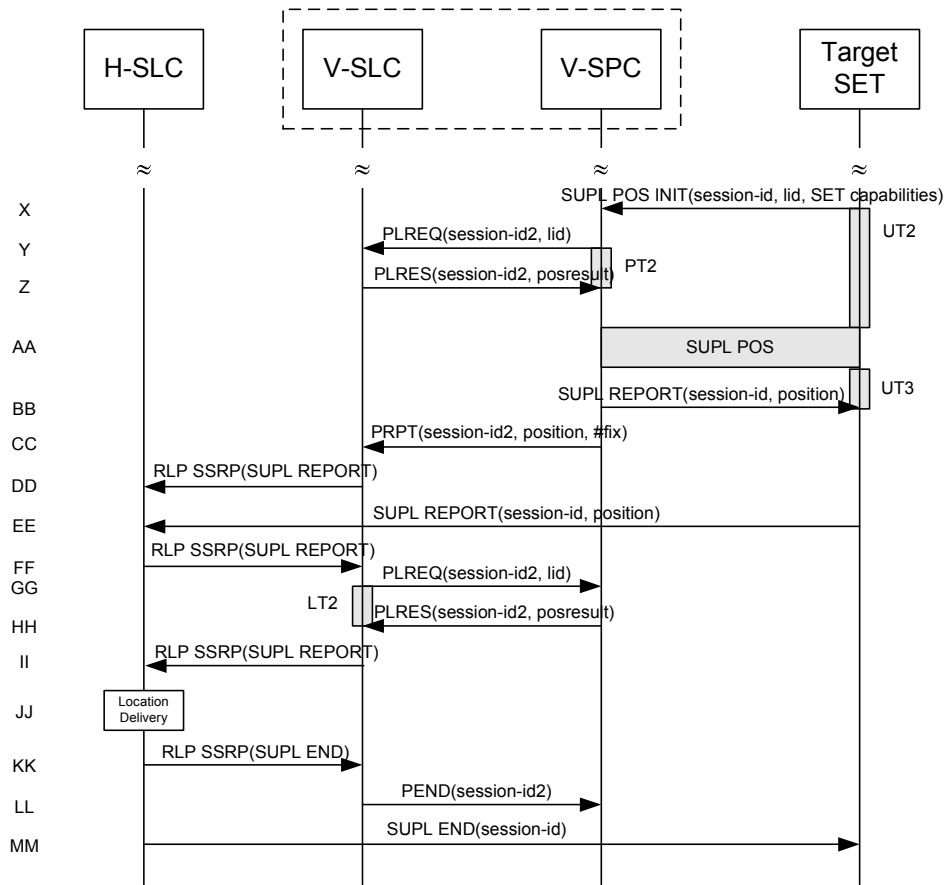 H-SLC
V-SLC
V-SPC
Target
SET
≈ ≈ ≈ ≈
X
SUPL POS INIT(session-id, lid, SET capabilities)
UT2
Y
PLREQ(session-id2, lid)
PT2
Z
PLRES(session-id2, posresult)
AA
SUPL POS
UT3
BB
SUPL REPORT(session-id, position)
CC
PRPT(session-id2, position, #fix)
DD
RLP SSRP(SUPL REPORT)
EE
SUPL REPORT(session-id, position)
FF
RLP SSRP(SUPL REPORT)
GG
PLREQ(session-id2, lid)
LT2
HH
PLRES(session-id2, posresult)
II
RLP SSRP(SUPL REPORT)
JJ
Location
Delivery
KK
RLP SSRP(SUPL END)
LL
PEND(session-id2)
MM
SUPL END(session-id)